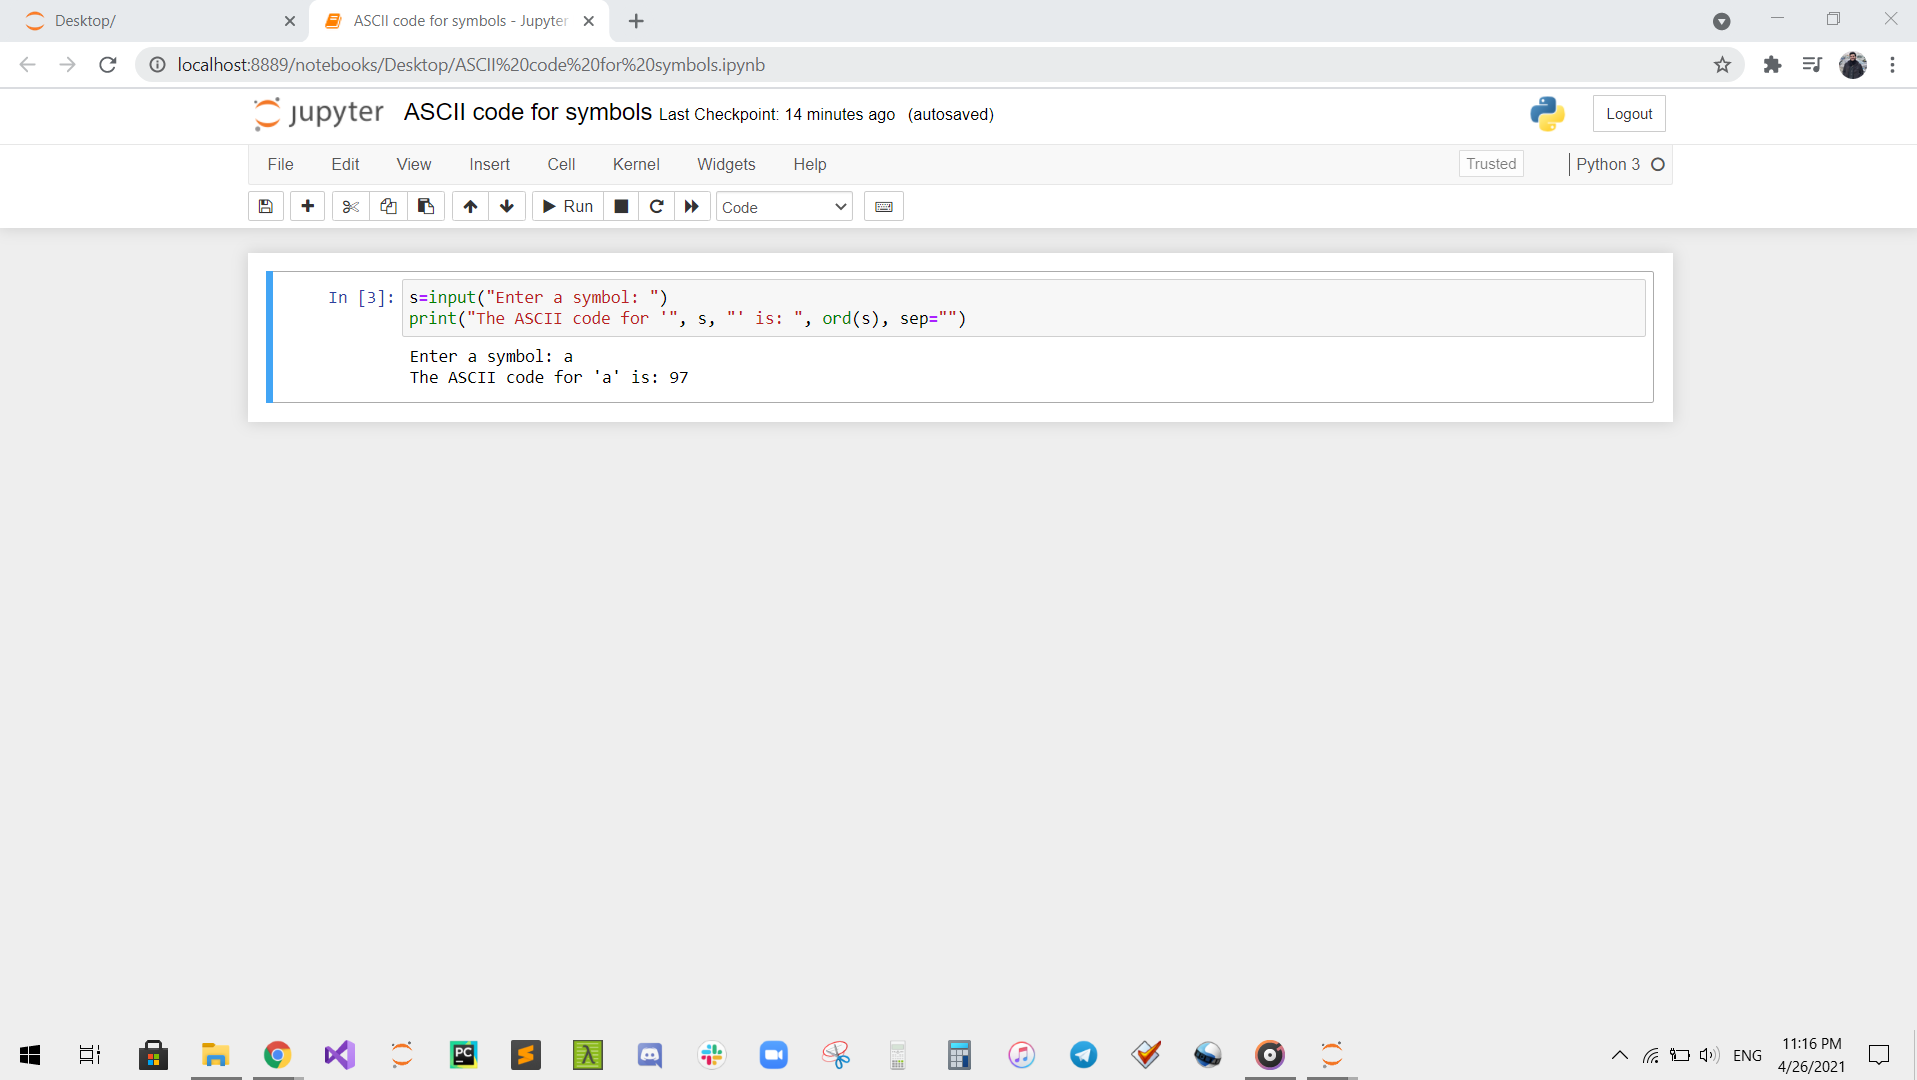 Desktop/
ASCII code for symbols - Jupyter
localhost:8889/notebooks/Desktop/ASCII%20code%20for%20symbols.ipynb
jupyter ASCII code for symbols Last Checkpoint: 14 minutes ago (autosaved)
Logout
File Edit View Insert Cell Kernel Widgets Help
Trusted
Python 3
Run
Code
In [3]: s=input("Enter a symbol: ")
print("The ASCII code for '", s, "' is: ", ord(s), sep="")
Enter a symbol: a
The ASCII code for 'a' is: 97
PC
ENG
11:16 PM
4/26/2021